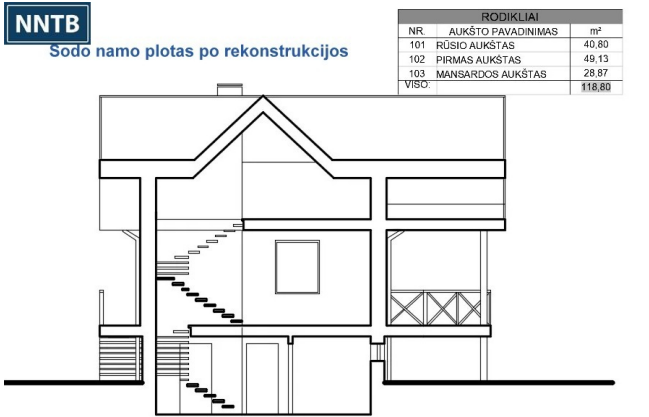 NNTB
Sodo namo plotas po rekonstrukcijos
RODIKLIAI
NR. AUKŠTO PAVADINIMAS m²
101 RŪSIO AUKŠTAS 40,80
102 PIRMAS AUKŠTAS 49,13
103 MANSARDOS AUKŠTAS 28,87
VISO: 118,80